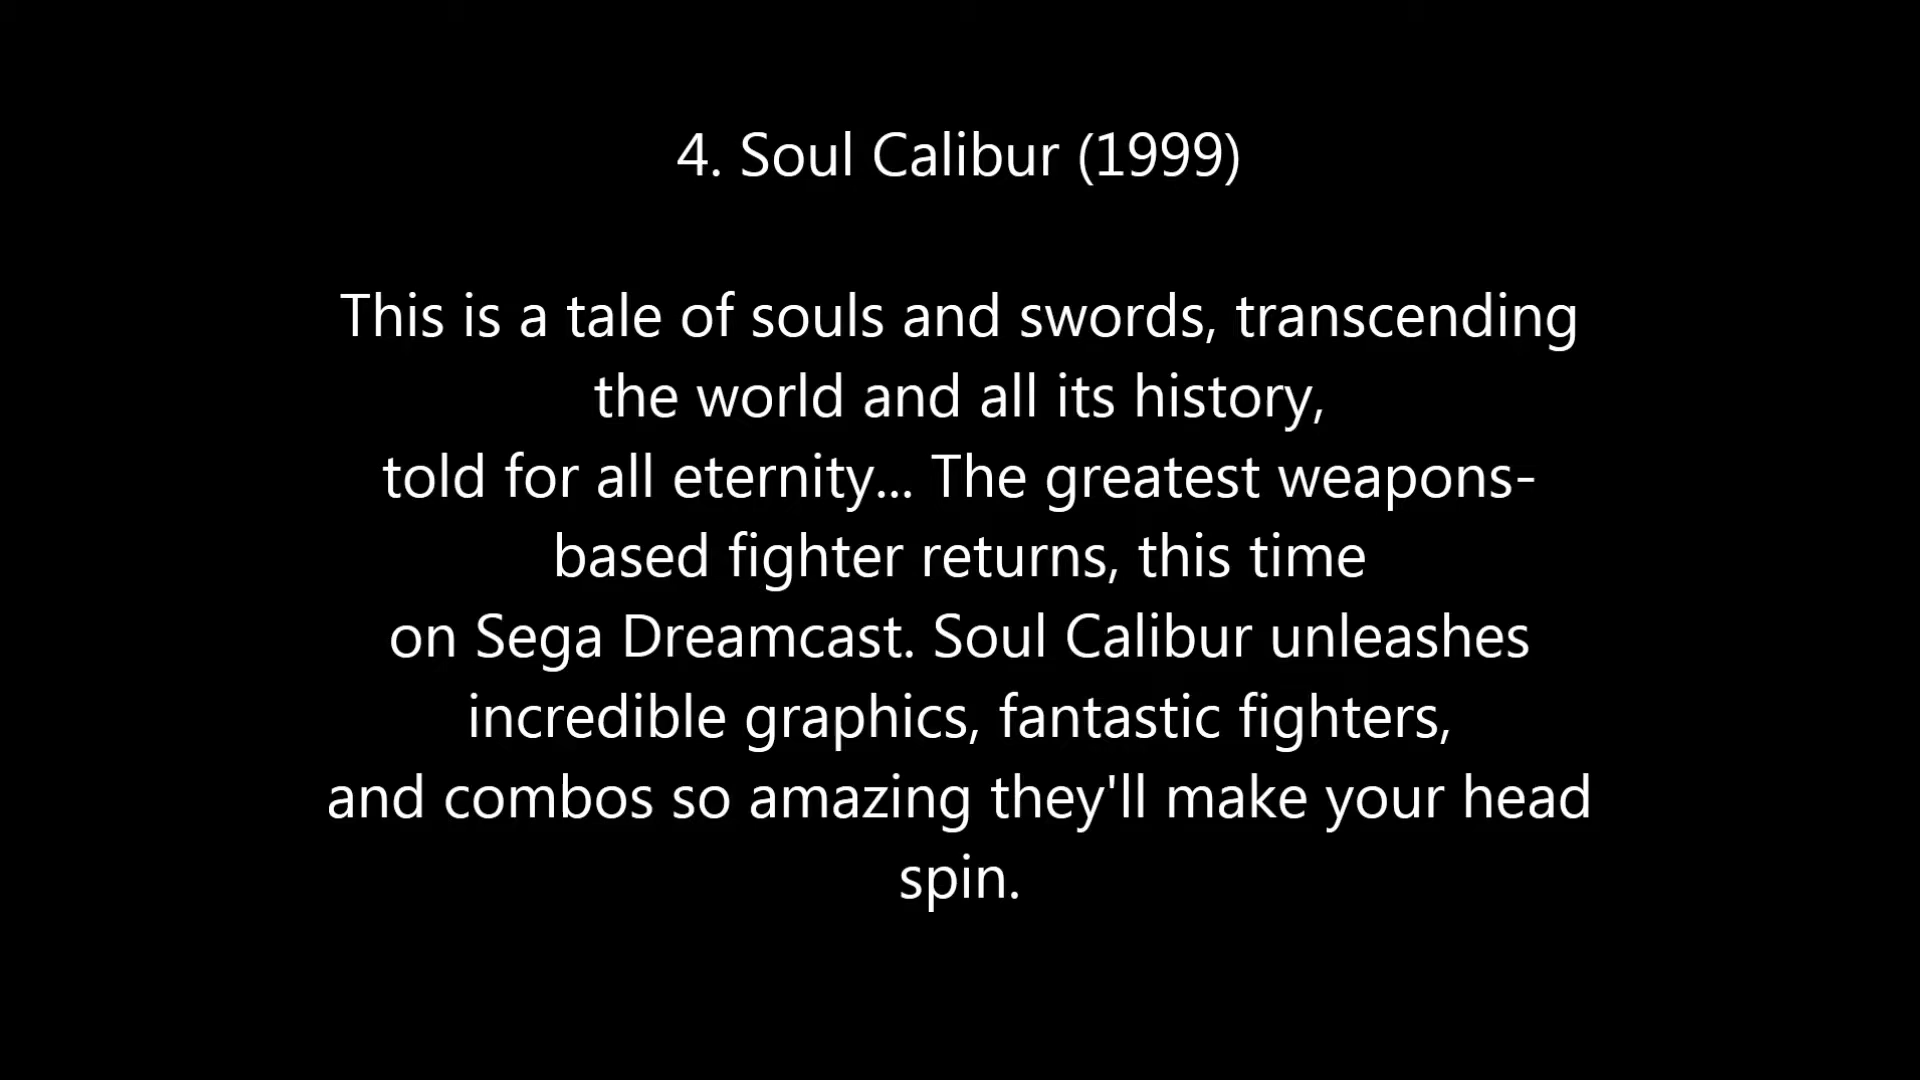 4. Soul Calibur (1999)
This is a tale of souls and swords, transcending
the world and all its history,
told for all eternity... The greatest weapons-
based fighter returns, this time
on Sega Dreamcast. Soul Calibur unleashes
incredible graphics, fantastic fighters,
and combos so amazing they'll make your head
spin.